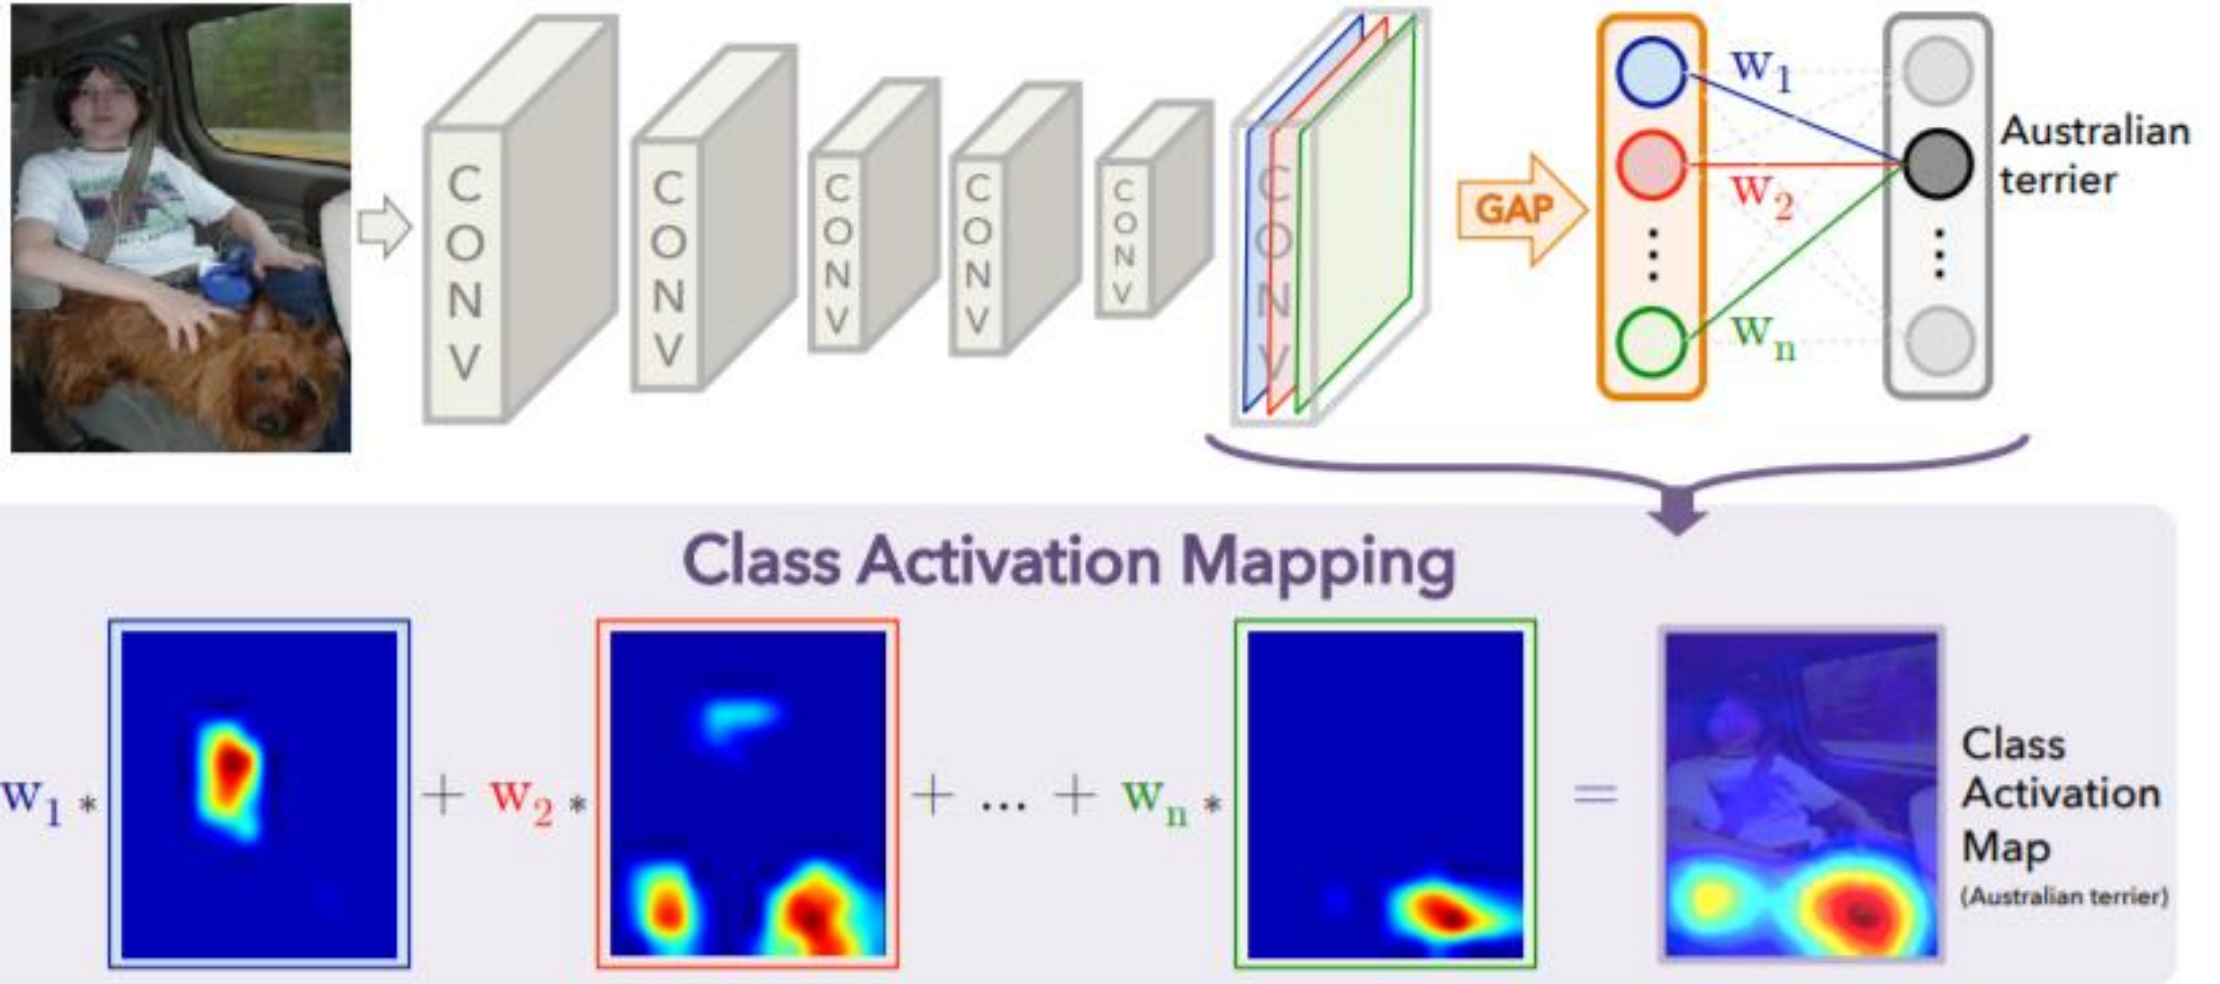 CONV
CONV
CONV
CONV
CONV
CONV
GAP
w1
w2
wn
Australian
terrier
Class Activation Mapping
w1 * + w2 * + ... + wn * =
Class
Activation
Map
(Australian terrier)